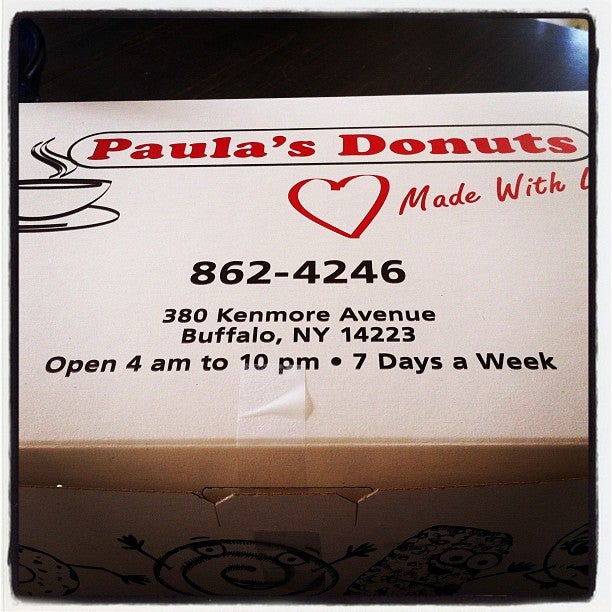 Paula's Donuts
Made With
862-4246
380 Kenmore Avenue
Buffalo, NY 14223
Open 4 am to 10 pm • 7 Days a Week